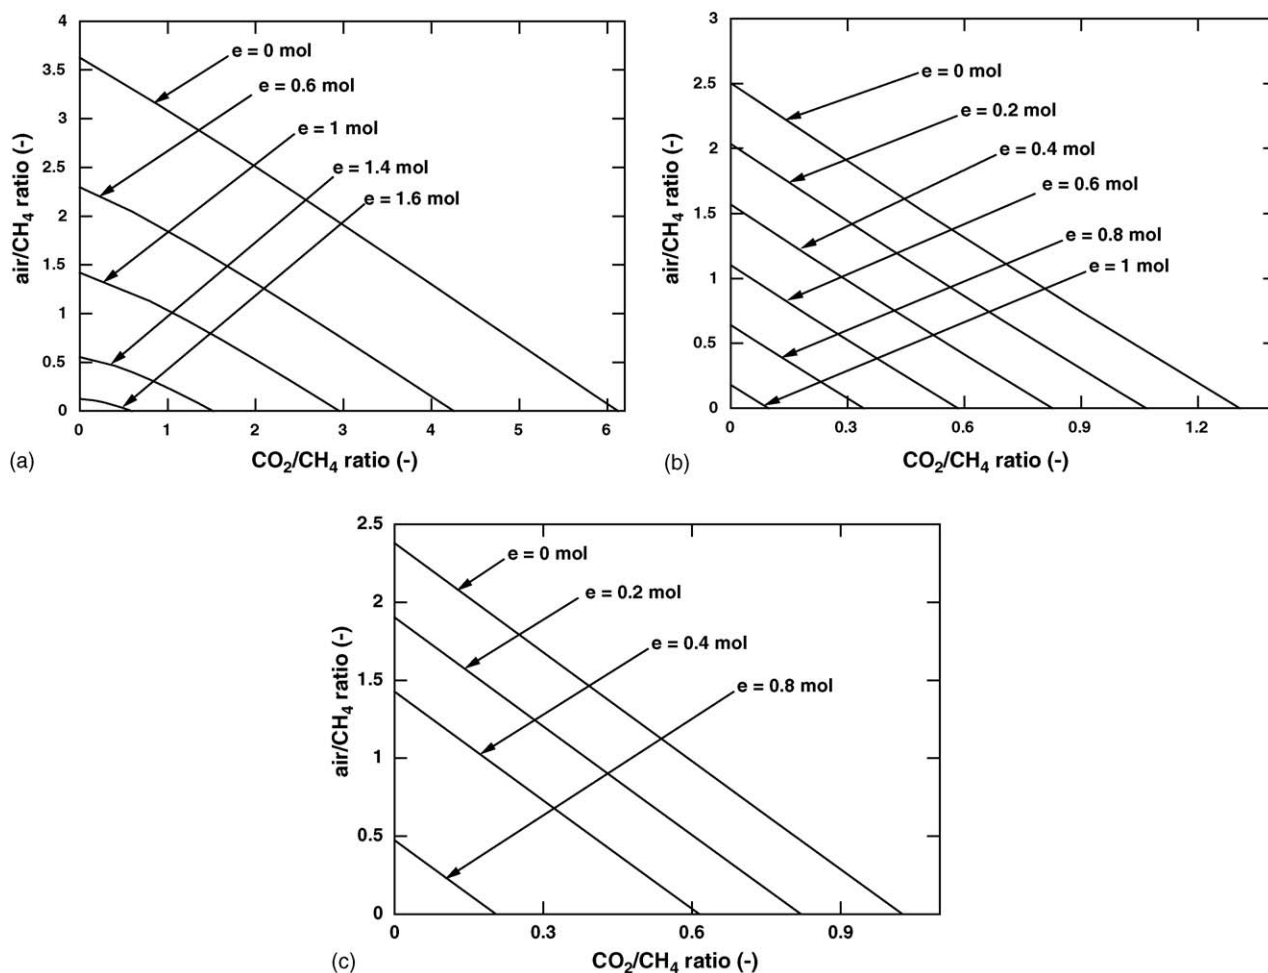 4
3.5
3
2.5
2
1.5
1
0.5
0
air/CH4 ratio (-)
e = 0 mol
e = 0.6 mol
e = 1 mol
e = 1.4 mol
e = 1.6 mol
0 1 2 3 4 5 6
(a)
CO2/CH4 ratio (-)
3
2.5
2
1.5
1
0.5
0
air/CH4 ratio (-)
e = 0 mol
e = 0.2 mol
e = 0.4 mol
e = 0.6 mol
e = 0.8 mol
e = 1 mol
0 0.3 0.6 0.9 1.2
(b)
CO2/CH4 ratio (-)
2.5
2
1.5
1
0.5
0
air/CH4 ratio (-)
e = 0 mol
e = 0.2 mol
e = 0.4 mol
e = 0.8 mol
0 0.3 0.6 0.9
(c)
CO2/CH4 ratio (-)